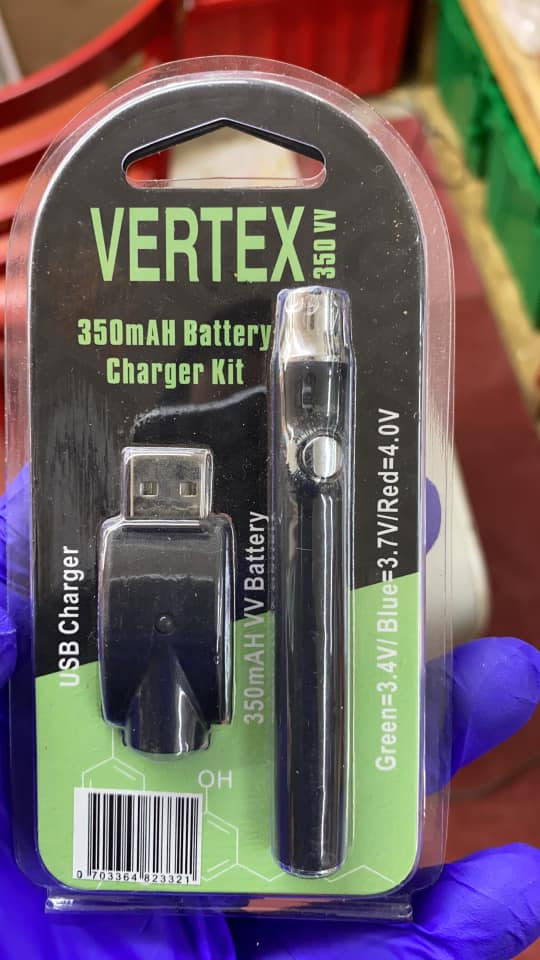 VERTEX
350 VV
350mAH Battery
Charger Kit
USB Charger
350mAH VV Battery
Green=3.4V/ Blue=3.7V/Red=4.0V
OH
0 703364 823321